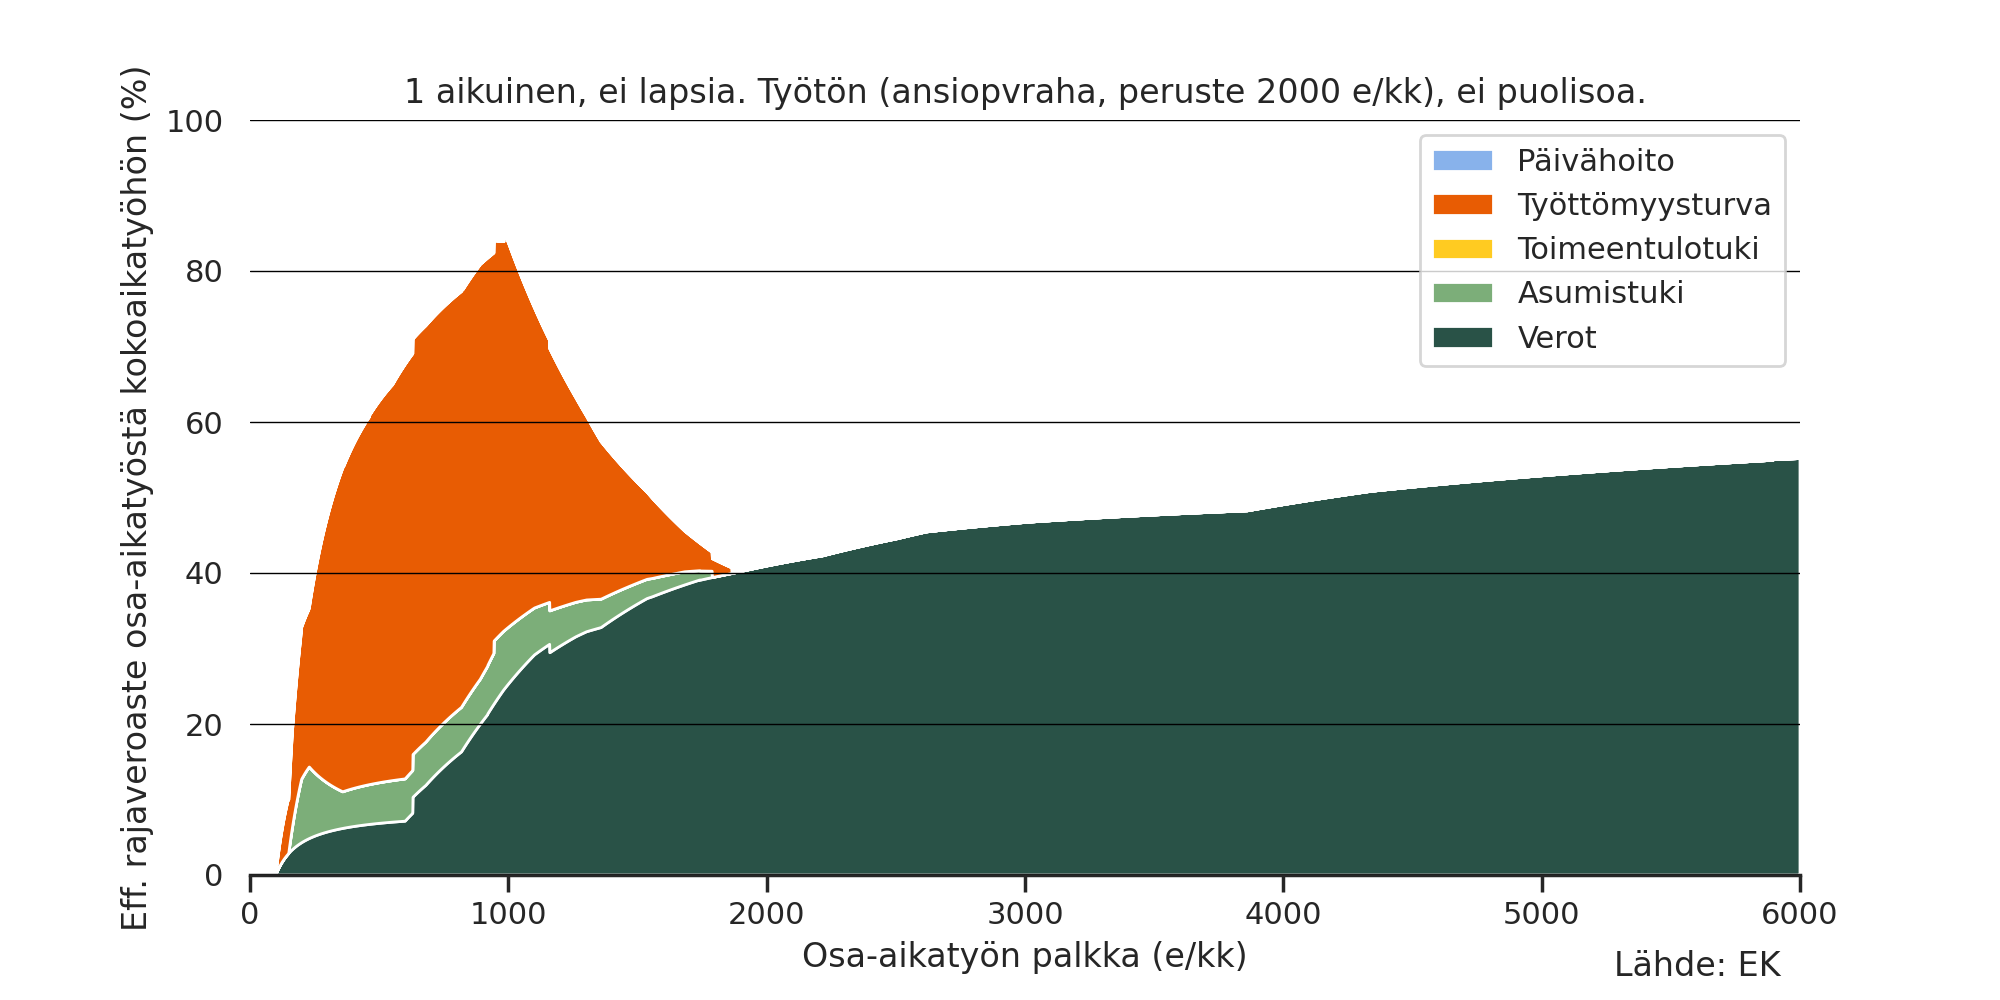 1 aikuinen, ei lapsia. Työtön (ansiopvraha, peruste 2000 e/kk), ei puolisoa.
Eff. rajaveroaste osa-aikatyöstä kokoaikatyöhön (%)
100
80
60
40
20
0
Päivähoito
Työttömyysturva
Toimeentulotuki
Asumistuki
Verot
0 1000 2000 3000 4000 5000 6000
Osa-aikatyön palkka (e/kk)
Lähde: EK